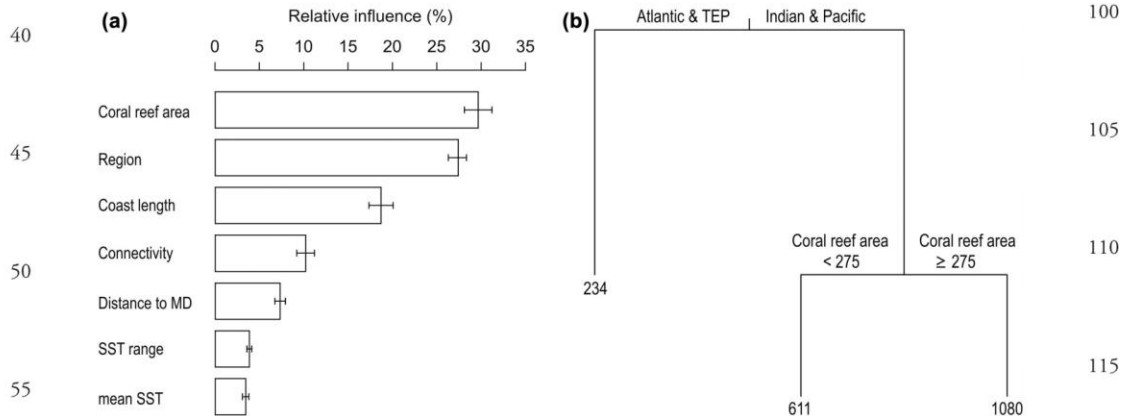 40
45
50
55
(a)
Relative influence (%)
0 5 10 15 20 25 30 35
Coral reef area
Region
Coast length
Connectivity
Distance to MD
SST range
mean SST
(b)
Atlantic & TEP
Indian & Pacific
Coral reef area
< 275
Coral reef area
≥ 275
234
611
1080
100
105
110
115